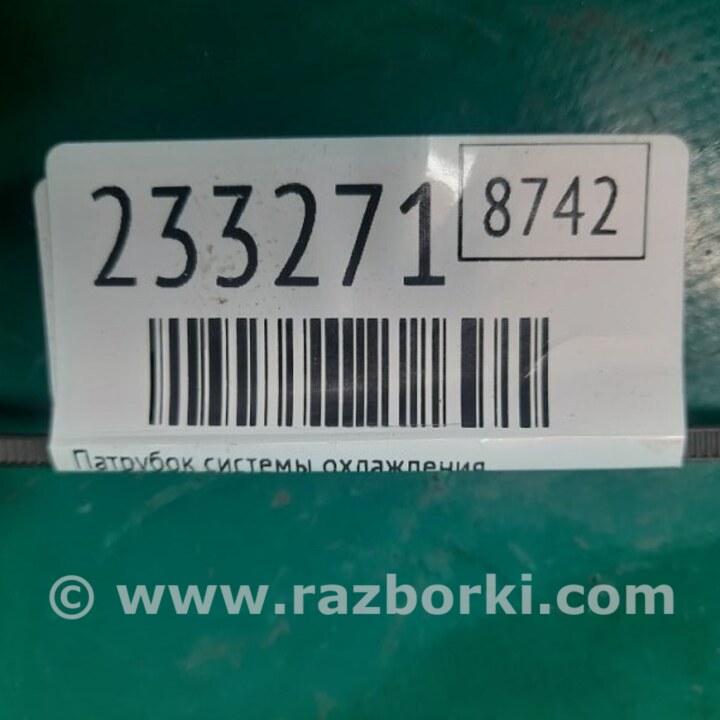 233271
8742
Патрубок системы охлаждения
© www.razborki.com